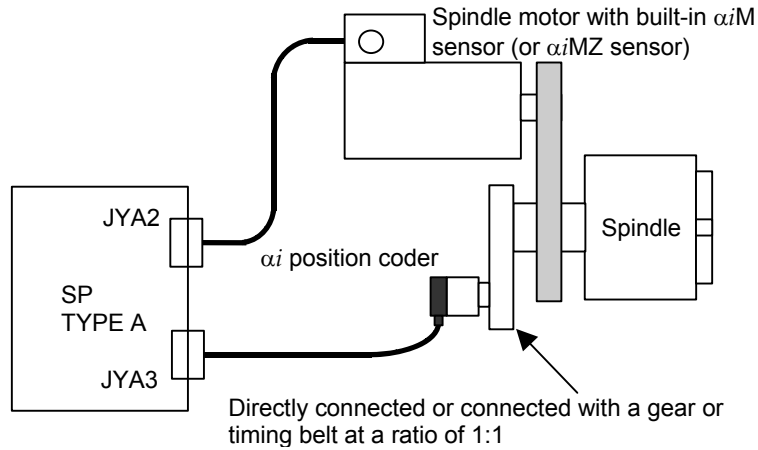 Spindle motor with built-in αiM
sensor (or αiMZ sensor)
JYA2
Spindle
αi position coder
SP
TYPE A
JYA3
Directly connected or connected with a gear or
timing belt at a ratio of 1:1